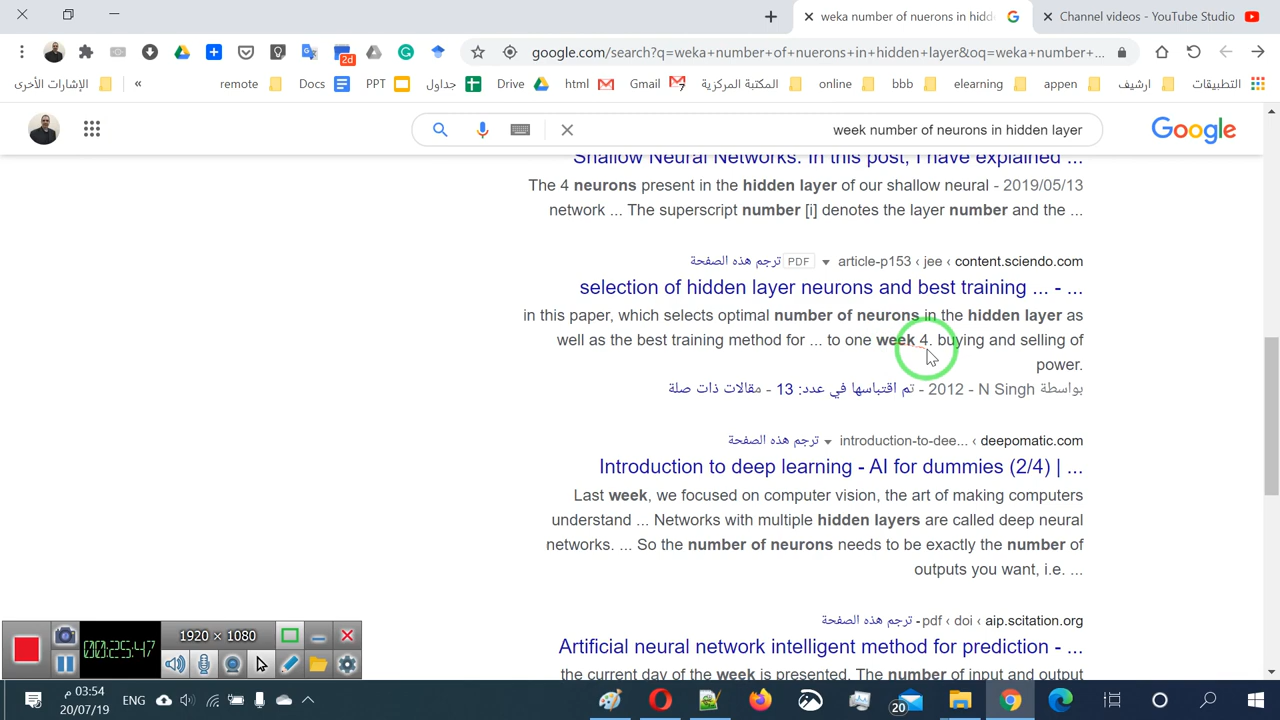 weka number of nuerons in hidd
Channel videos - YouTube Studio
google.com/search?q=weka+number+of+nuerons+in+hidden+layer&oq=weka+number+...
2d
التطبيقات
ارشيف
appen
elearning
bbb
online
المكتبة المركزية
Gmail
html
Drive
جداول
PPT
Docs
remote
»
الإشارات الأخرى
week number of neurons in hidden layer
Google
Shallow Neural Networks. In this post, I have explained ...
The 4 neurons present in the hidden layer of our shallow neural - 2019/05/13
network ... The superscript number [i] denotes the layer number and the ...
content.sciendo.com › jee › article-p153 PDF ترجم هذه الصفحة
selection of hidden layer neurons and best training ... - ...
in this paper, which selects optimal number of neurons in the hidden layer as
well as the best training method for ... to one week 4. buying and selling of
power.
بواسطة N Singh - 2012 - تم اقتباسها في عدد: 13 - مقالات ذات صلة
deepomatic.com › introduction-to-dee... ترجم هذه الصفحة
Introduction to deep learning - AI for dummies (2/4) | ...
Last week, we focused on computer vision, the art of making computers
understand ... Networks with multiple hidden layers are called deep neural
networks. ... So the number of neurons needs to be exactly the number of
outputs you want, i.e. ...
aip.scitation.org › doi › pdf - ترجم هذه الصفحة
Artificial neural network intelligent method for prediction - ...
the current day of the week is presented. The number of input and output
00:25:47
1920 × 1080
03:54 م
20/07/19
ENG
20